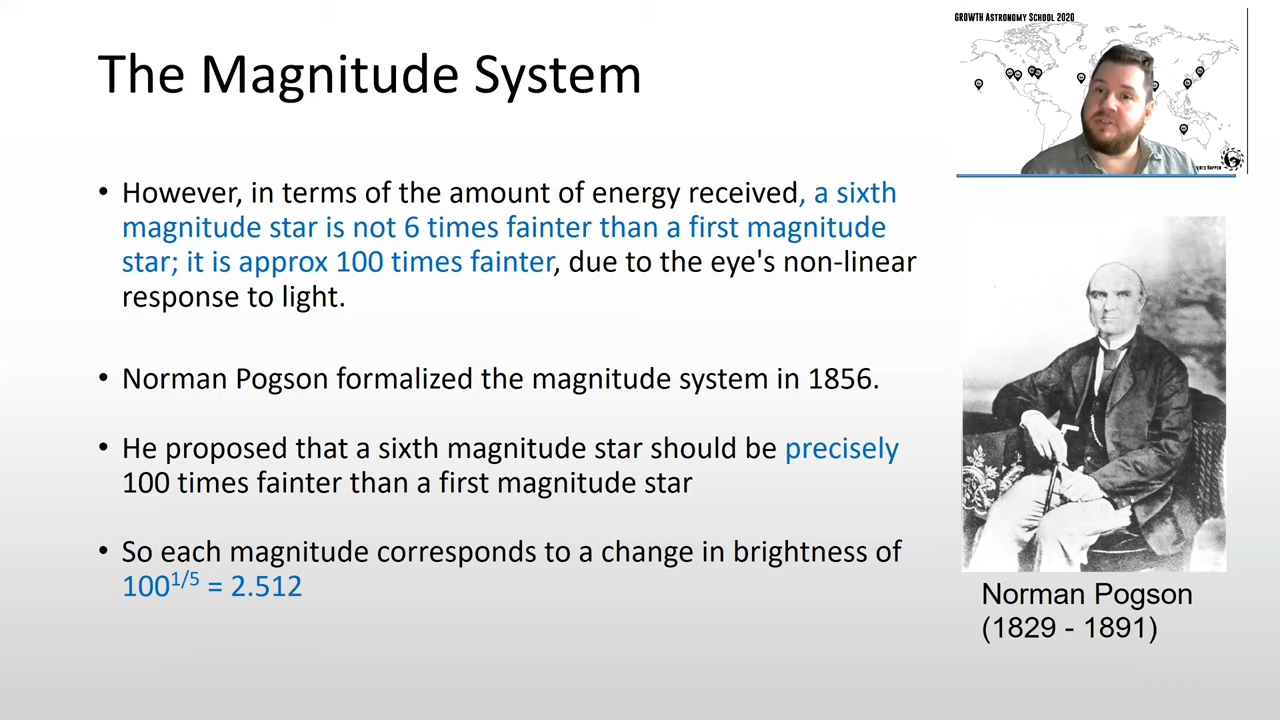 GROWTH ASTRONOMY SCHOOL 2020
The Magnitude System
• However, in terms of the amount of energy received, a sixth
magnitude star is not 6 times fainter than a first magnitude
star; it is approx 100 times fainter, due to the eye's non-linear
response to light.
• Norman Pogson formalized the magnitude system in 1856.
• He proposed that a sixth magnitude star should be precisely
100 times fainter than a first magnitude star
• So each magnitude corresponds to a change in brightness of
100^1/5 = 2.512
Norman Pogson
(1829 - 1891)